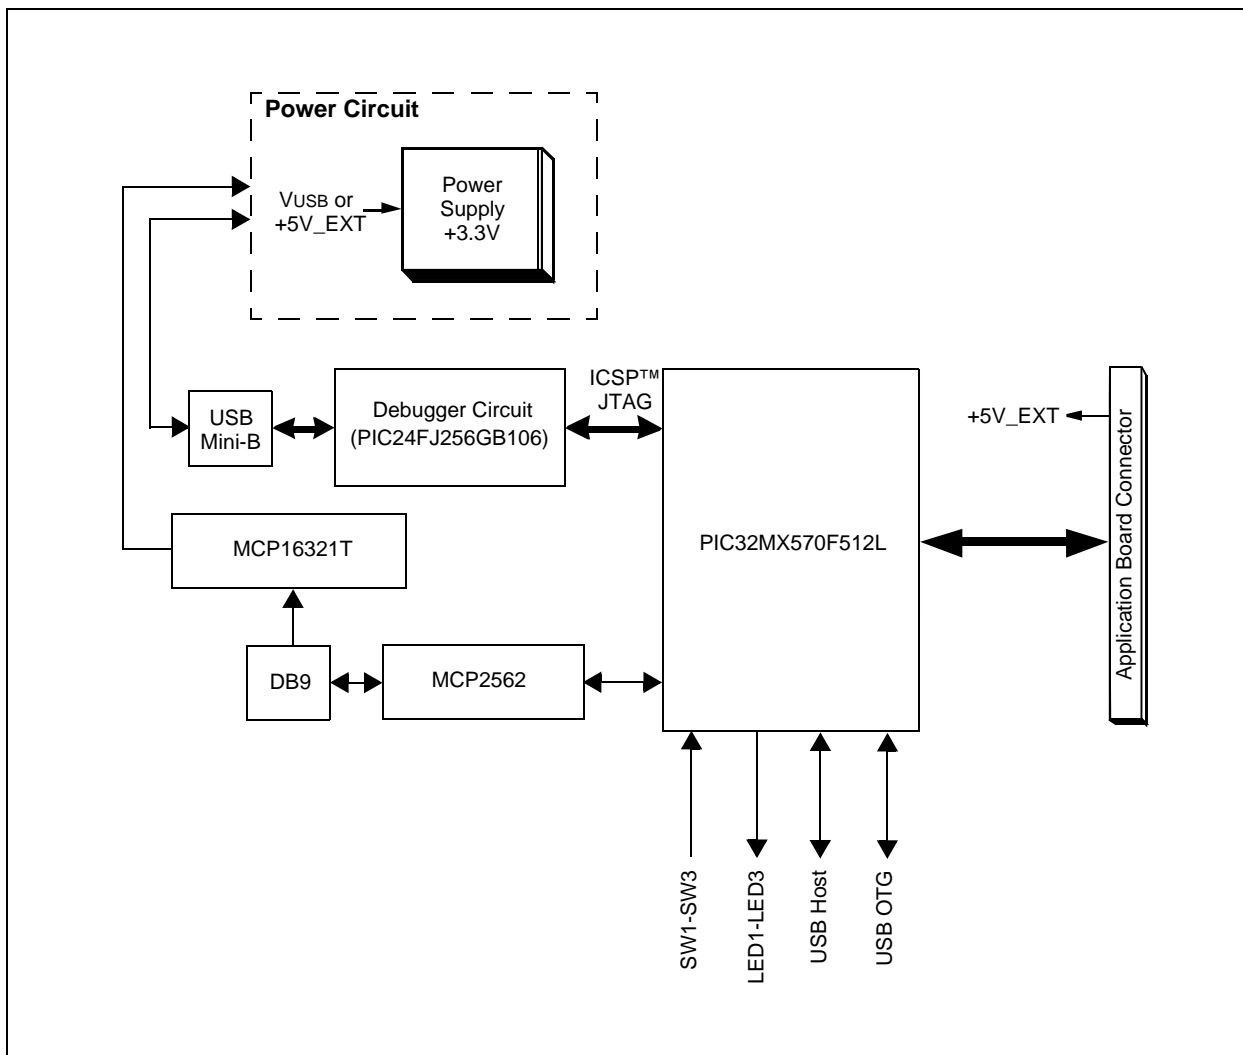 Power Circuit
VUSB or
+5V_EXT
Power
Supply
+3.3V
USB
Mini-B
Debugger Circuit
(PIC24FJ256GB106)
ICSP™
JTAG
PIC32MX570F512L
+5V_EXT
Application Board Connector
MCP16321T
DB9
MCP2562
SW1-SW3
LED1-LED3
USB Host
USB OTG